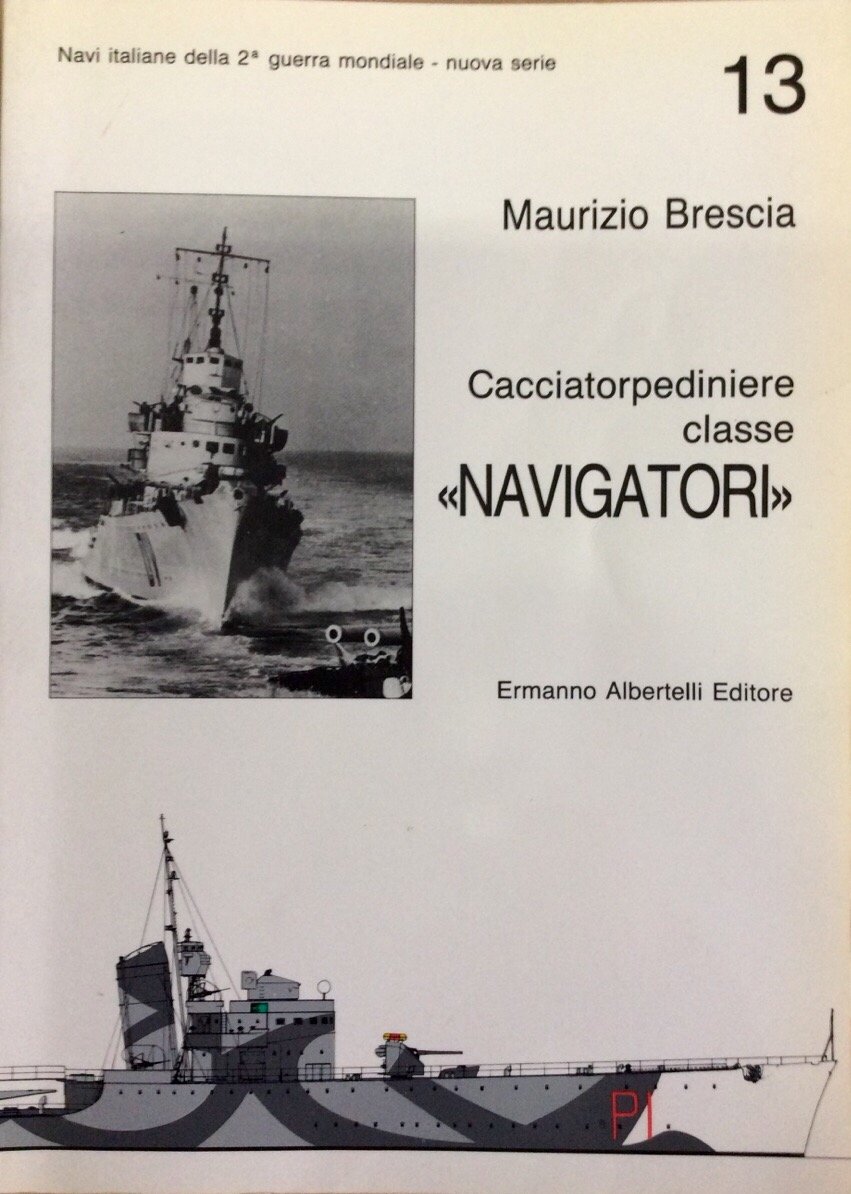 Navi italiane della 2ª guerra mondiale - nuova serie
13
Maurizio Brescia
Cacciatorpediniere
classe
«NAVIGATORI»
Ermanno Albertelli Editore
PI